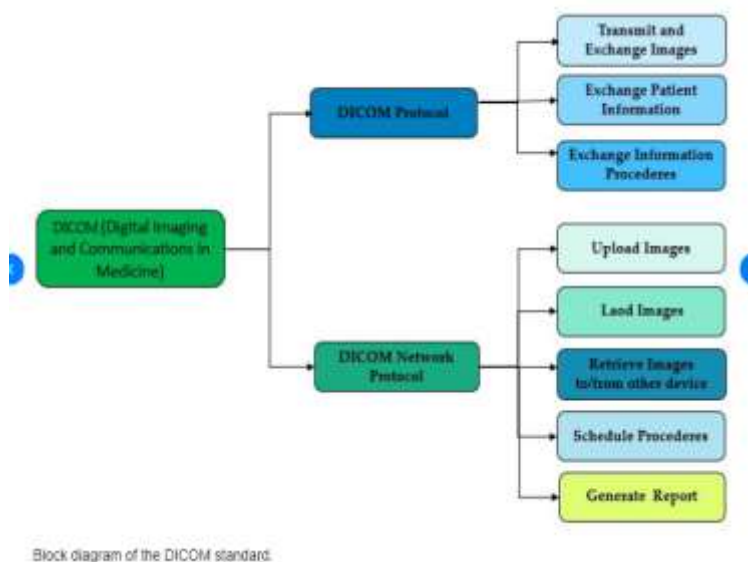 Transmit and
Exchange Images
DICOM Protocol
Exchange Patient
Information
Exchange Information
Procederes
DICOM (Digital Imaging
and Communications in
Medicine)
Upload Images
Laod Images
DICOM Network
Protocol
Retrieve Images
to/from other device
Schedule Procederes
Generate Report
Block diagram of the DICOM standard.